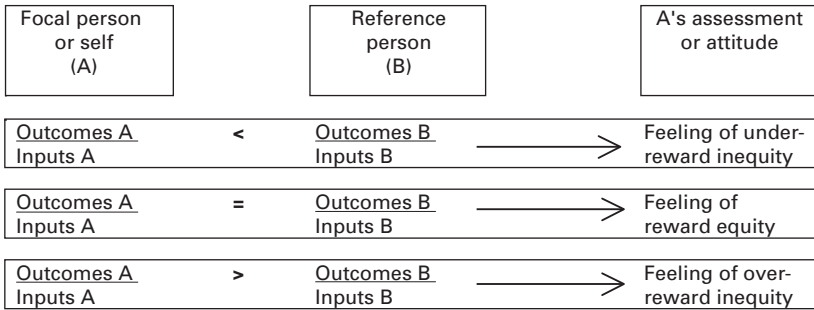 Focal person
or self
(A)
Reference
person
(B)
A's assessment
or attitude
Outcomes A < Outcomes B Feeling of under-
Inputs A Inputs B reward inequity
Outcomes A = Outcomes B Feeling of
Inputs A Inputs B reward equity
Outcomes A > Outcomes B Feeling of over-
Inputs A Inputs B reward inequity